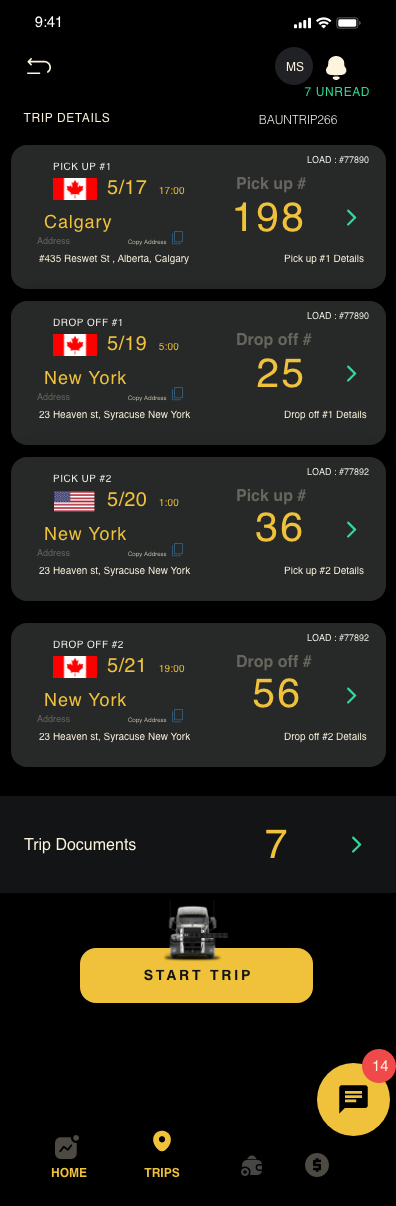 9:41
MS
7 UNREAD
TRIP DETAILS
BAUNTRIP266
LOAD : #77890
PICK UP #1
5/17 17:00
Pick up #
198
Calgary
Address
Copy Address
#435 Reswet St , Alberta, Calgary
Pick up #1 Details
LOAD : #77890
DROP OFF #1
5/19 5:00
Drop off #
25
New York
Address
Copy Address
23 Heaven st, Syracuse New York
Drop off #1 Details
LOAD : #77892
PICK UP #2
5/20 1:00
Pick up #
36
New York
Address
Copy Address
23 Heaven st, Syracuse New York
Pick up #2 Details
LOAD : #77892
DROP OFF #2
5/21 19:00
Drop off #
56
New York
Address
Copy Address
23 Heaven st, Syracuse New York
Drop off #2 Details
Trip Documents
7
START TRIP
14
HOME
TRIPS